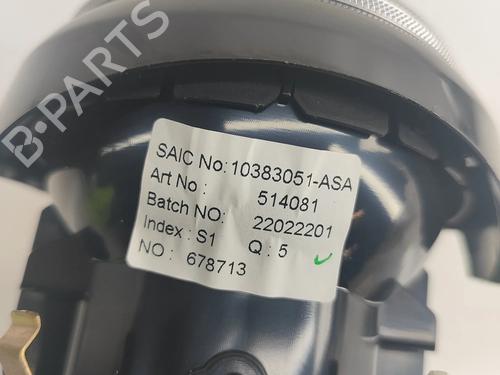 B-PARTS
SAIC No:10383051-ASA
Art No : 514081
Batch NO: 22022201
Index : S1 Q : 5
NO : 678713